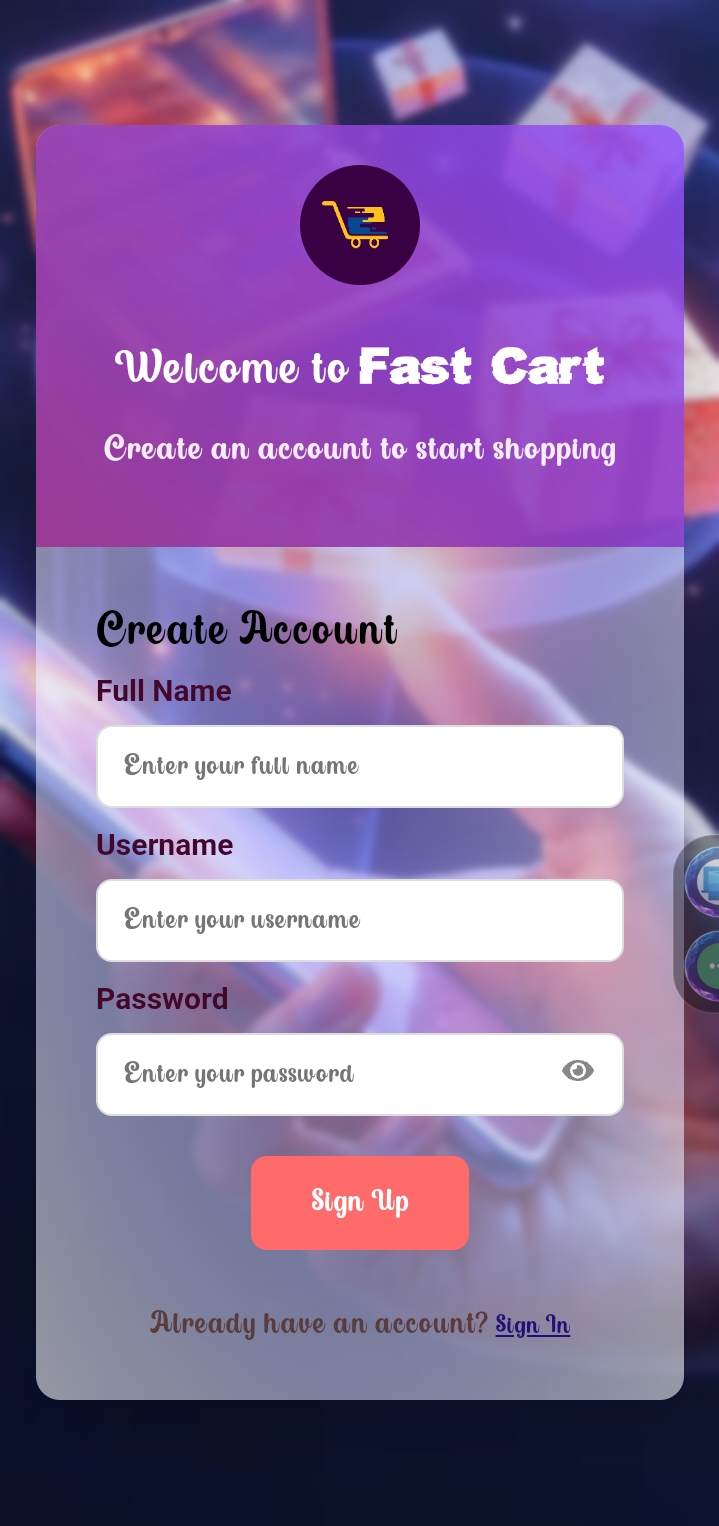 Welcome to Fast Cart
Create an account to start shopping
Create Account
Full Name
Enter your full name
Username
Enter your username
Password
Enter your password
Sign Up
Already have an account? Sign In